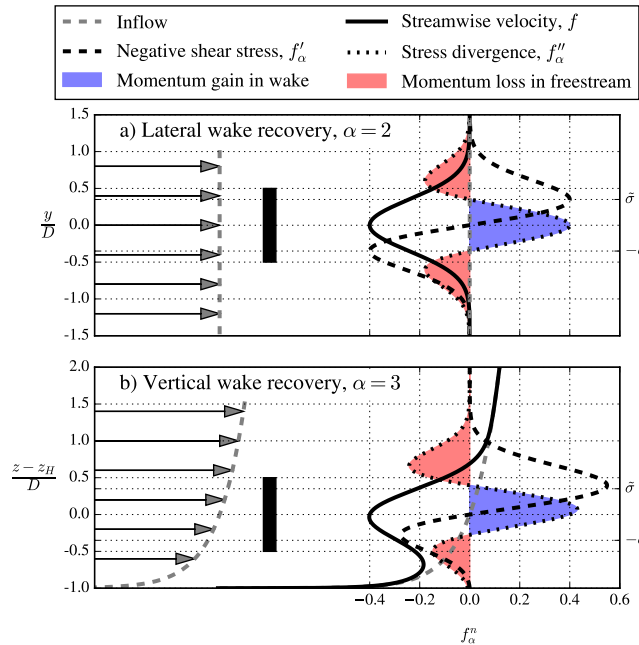 Inflow
Streamwise velocity, f
Negative shear stress, f′α
Stress divergence, f″α
Momentum gain in wake
Momentum loss in freestream
a) Lateral wake recovery, α = 2
1.5
1.0
0.5
0.0
−0.5
−1.0
−1.5
y/D
σ̃
b) Vertical wake recovery, α = 3
2.0
1.5
1.0
0.5
0.0
−0.5
−1.0
z − zH/D
σ̃
−0.4 −0.2 0.0 0.2 0.4 0.6
fⁿα